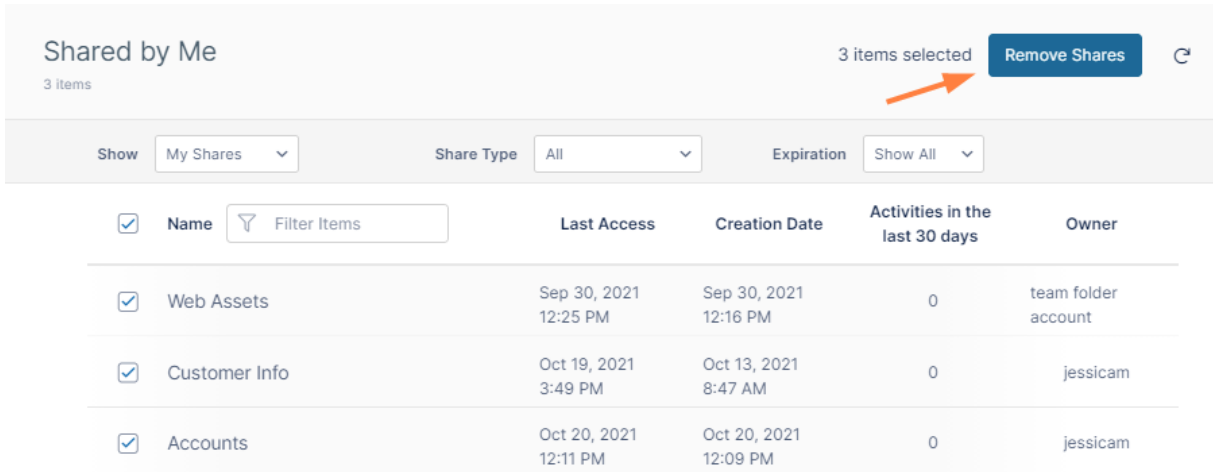 Shared by Me
3 items
3 items selected
Remove Shares
Show
My Shares
Share Type
All
Expiration
Show All
Name
Filter Items
Last Access
Creation Date
Activities in the
last 30 days
Owner
Web Assets
Sep 30, 2021
12:25 PM
Sep 30, 2021
12:16 PM
0
team folder
account
Customer Info
Oct 19, 2021
3:49 PM
Oct 13, 2021
8:47 AM
0
jessicam
Accounts
Oct 20, 2021
12:11 PM
Oct 20, 2021
12:09 PM
0
jessicam